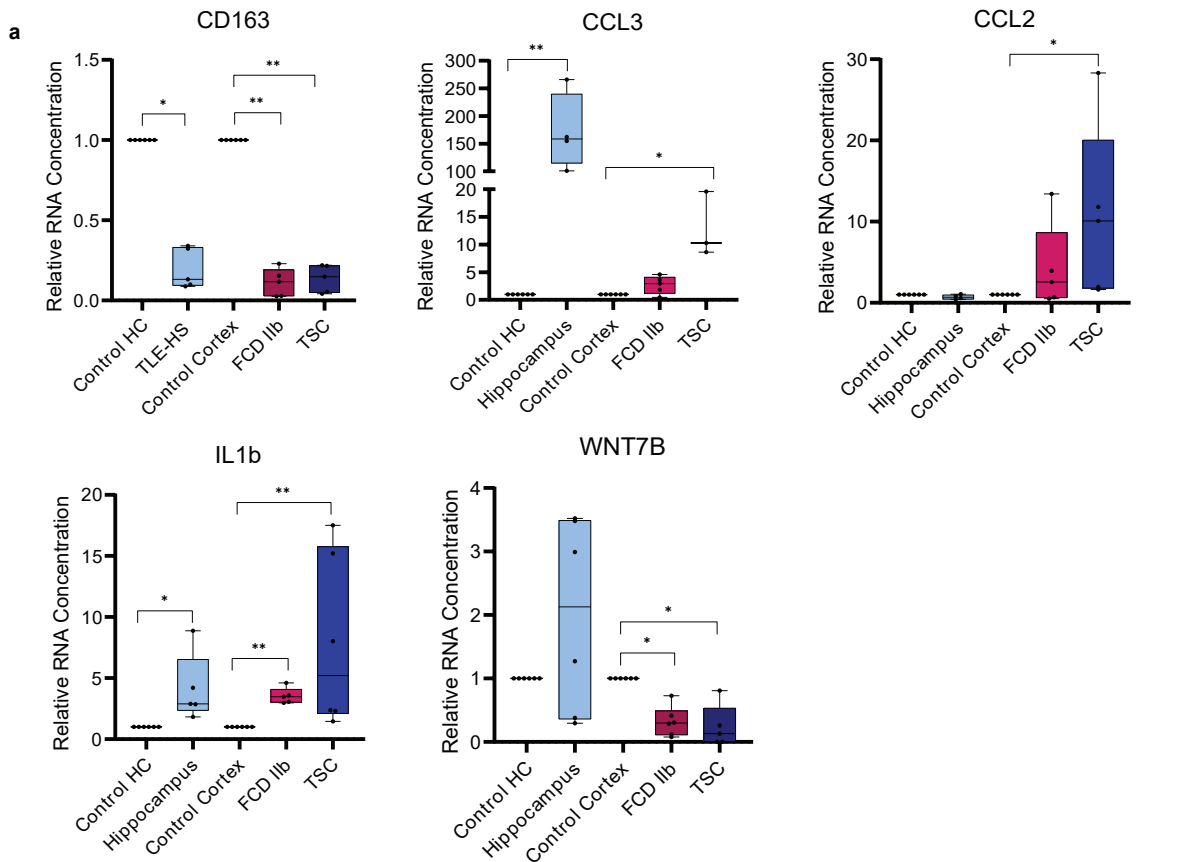 a
CD163
Relative RNA Concentration
1.5
1.0
0.5
0.0
*
**
**
Control HC
TLE-HS
Control Cortex
FCD IIb
TSC
CCL3
Relative RNA Concentration
300
250
200
150
100
20
15
10
5
0
**
*
Control HC
Hippocampus
Control Cortex
FCD IIb
TSC
CCL2
Relative RNA Concentration
30
20
10
0
*
Control HC
Hippocampus
Control Cortex
FCD IIb
TSC
IL1b
Relative RNA Concentration
20
15
10
5
0
*
**
**
Control HC
Hippocampus
Control Cortex
FCD IIb
TSC
WNT7B
Relative RNA Concentration
4
3
2
1
0
*
*
Control HC
Hippocampus
Control Cortex
FCD IIb
TSC